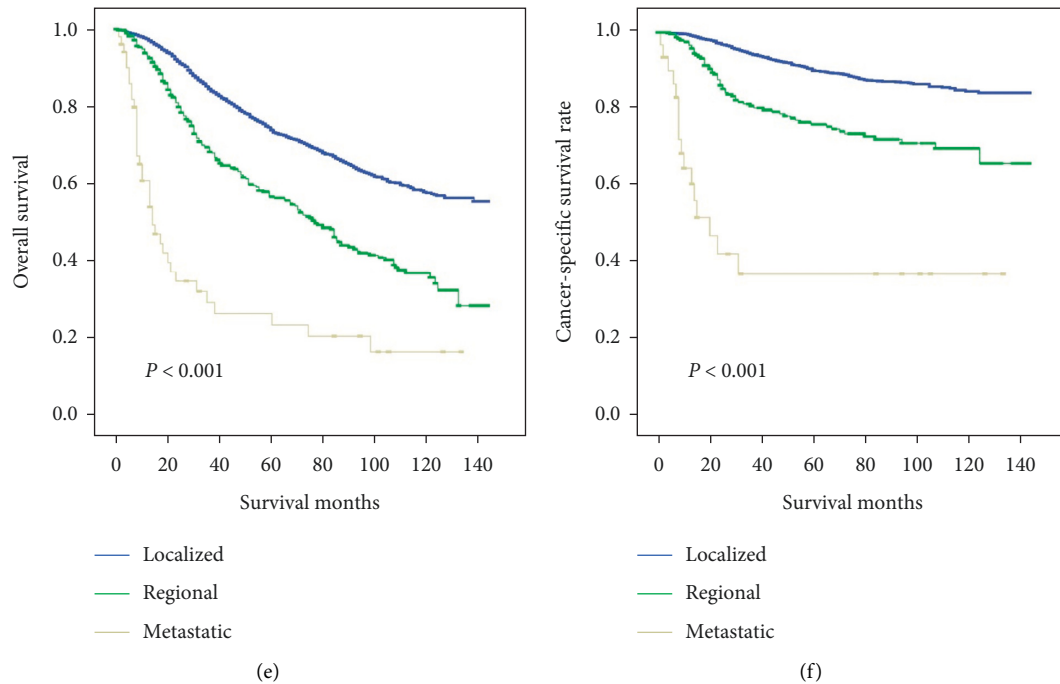 Overall survival
1.0
0.8
0.6
0.4
0.2
0.0
P < 0.001
0 20 40 60 80 100 120 140
Survival months
Localized
Regional
Metastatic
(e)
Cancer-specific survival rate
1.0
0.8
0.6
0.4
0.2
0.0
P < 0.001
0 20 40 60 80 100 120 140
Survival months
Localized
Regional
Metastatic
(f)